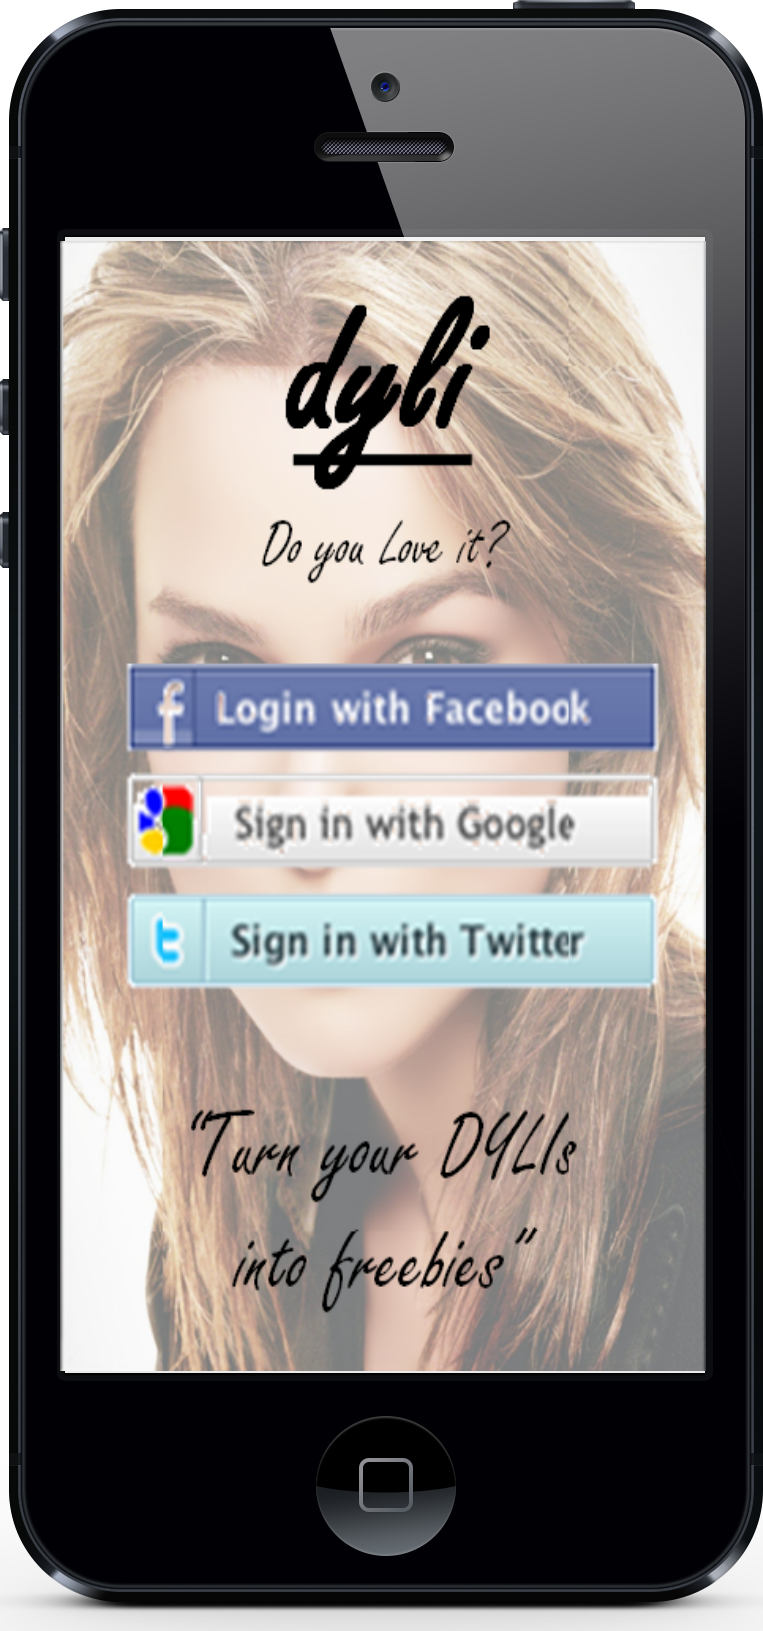 dyli
Do you Love it?
f Login with Facebook
Sign in with Google
t Sign in with Twitter
"Turn your DYLIs
into freebies"